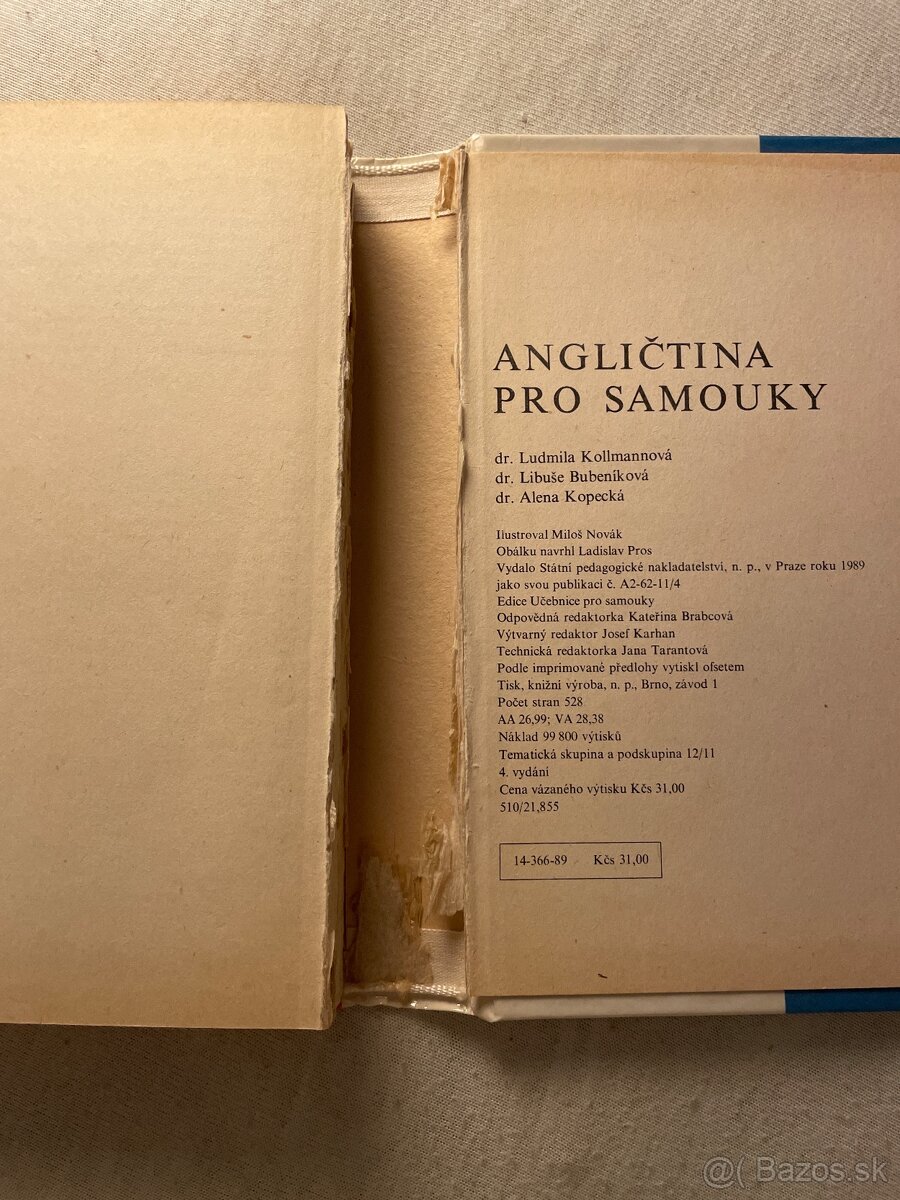 ANGLIČTINA
PRO SAMOUKY
dr. Ludmila Kollmannová
dr. Libuše Bubeníková
dr. Alena Kopecká
Ilustroval Miloš Novák
Obálku navrhl Ladislav Pros
Vydalo Státní pedagogické nakladatelství, n. p., v Praze roku 1989
jako svou publikaci č. A2-62-11/4
Edice Učebnice pro samouky
Odpovědná redaktorka Kateřina Brabcová
Výtvarný redaktor Josef Karhan
Technická redaktorka Jana Tarantová
Podle imprimované předlohy vytiskl ofsetem
Tisk, knižní výroba, n. p., Brno, závod 1
Počet stran 528
AA 26,99; VA 28,38
Náklad 99 800 výtisků
Tematická skupina a podskupina 12/11
4. vydání
Cena vázaného výtisku Kčs 31,00
510/21,855
14-366-89 Kčs 31,00
@( Bazos.sk